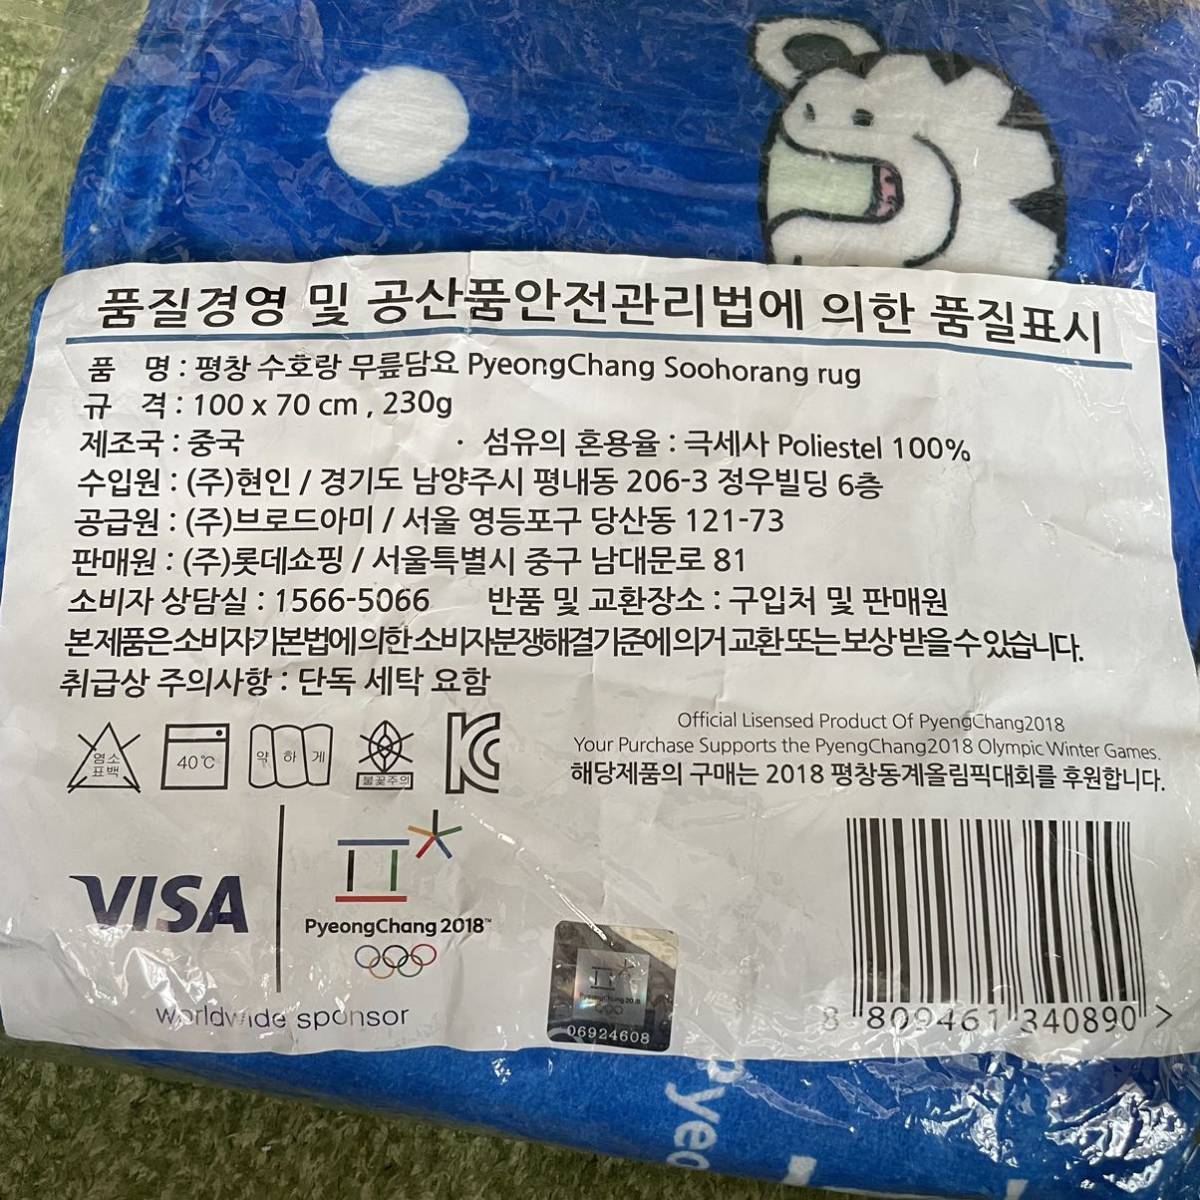 품질경영 및 공산품안전관리법에 의한 품질표시
품 명 : 평창 수호랑 무릎담요 PyeongChang Soohorang rug
규 격 : 100 x 70 cm , 230g
제조국 : 중국 · 섬유의 혼용율 : 극세사 Poliestel 100%
수입원 : (주)현인 / 경기도 남양주시 평내동 206-3 정우빌딩 6층
공급원 : (주)브로드아미 / 서울 영등포구 당산동 121-73
판매원 : (주)롯데쇼핑 / 서울특별시 중구 남대문로 81
소비자 상담실 : 1566-5066 반품 및 교환장소 : 구입처 및 판매원
본 제품은 소비자기본법에 의한 소비자분쟁해결기준에 의거 교환 또는 보상 받을 수 있습니다.
취급상 주의사항 : 단독 세탁 요함
염소
표백
40℃
약 하 게
불꽃주의
Official Lisensed Product Of PyengChang2018
Your Purchase Supports the PyengChang2018 Olympic Winter Games.
해당제품의 구매는 2018 평창동계올림픽대회를 후원합니다.
VISA
PyeongChang 2018™
worldwide sponsor
PyeongChang 2018
06924608
8 809461 340890 >
pyeo